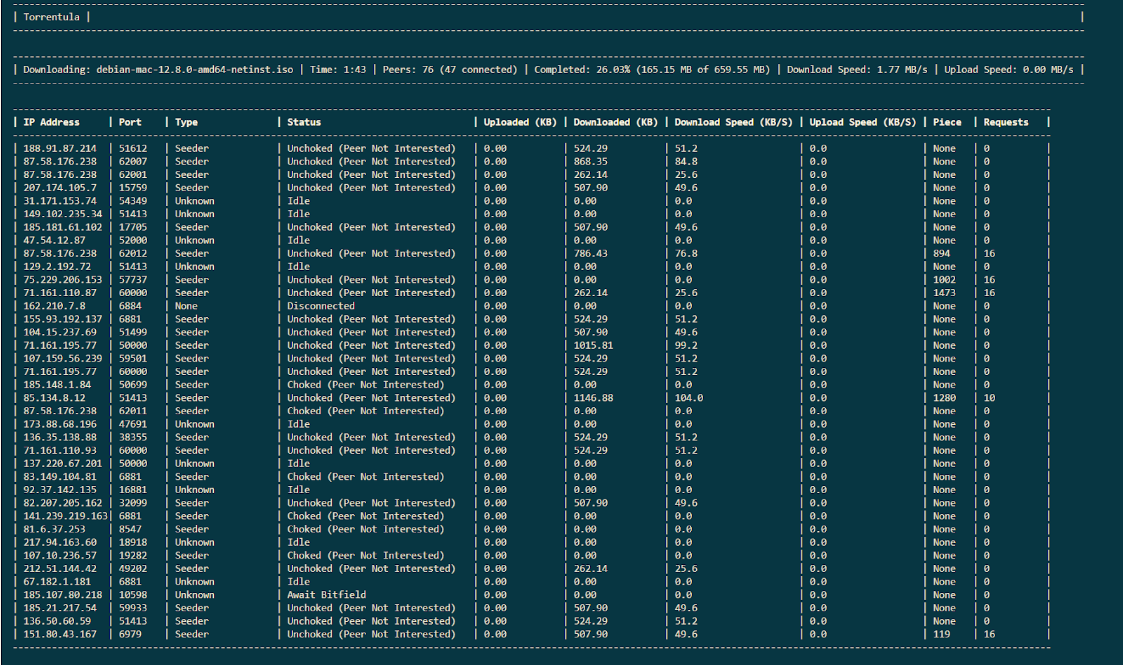 | Torrentula | |
| Downloading: debian-mac-12.8.0-amd64-netinst.iso | Time: 1:43 | Peers: 76 (47 connected) | Completed: 26.03% (165.15 MB of 659.55 MB) | Download Speed: 1.77 MB/s | Upload Speed: 0.00 MB/s |
| IP Address | Port | Type | Status | Uploaded (KB) | Downloaded (KB) | Download Speed (KB/S) | Upload Speed (KB/S) | Piece | Requests |
| 188.91.87.214 | 51612 | Seeder | Unchoked (Peer Not Interested) | 0.00 | 524.29 | 51.2 | 0.0 | None | 0 |
| 87.58.176.238 | 62007 | Seeder | Unchoked (Peer Not Interested) | 0.00 | 868.35 | 84.8 | 0.0 | None | 0 |
| 87.58.176.238 | 62001 | Seeder | Unchoked (Peer Not Interested) | 0.00 | 262.14 | 25.6 | 0.0 | None | 0 |
| 207.174.105.7 | 15759 | Seeder | Unchoked (Peer Not Interested) | 0.00 | 507.90 | 49.6 | 0.0 | None | 0 |
| 31.171.153.74 | 54349 | Unknown | Idle | 0.00 | 0.00 | 0.0 | 0.0 | None | 0 |
| 149.102.235.34 | 51413 | Unknown | Idle | 0.00 | 0.00 | 0.0 | 0.0 | None | 0 |
| 185.181.61.102 | 17705 | Seeder | Unchoked (Peer Not Interested) | 0.00 | 507.90 | 49.6 | 0.0 | None | 0 |
| 47.54.12.87 | 52000 | Unknown | Idle | 0.00 | 0.00 | 0.0 | 0.0 | None | 0 |
| 87.58.176.238 | 62012 | Seeder | Unchoked (Peer Not Interested) | 0.00 | 786.43 | 76.8 | 0.0 | 894 | 16 |
| 129.2.192.72 | 51413 | Unknown | Idle | 0.00 | 0.00 | 0.0 | 0.0 | None | 0 |
| 75.229.206.153 | 57737 | Seeder | Unchoked (Peer Not Interested) | 0.00 | 0.00 | 0.0 | 0.0 | 1002 | 16 |
| 71.161.110.87 | 60000 | Seeder | Unchoked (Peer Not Interested) | 0.00 | 262.14 | 25.6 | 0.0 | 1473 | 16 |
| 162.210.7.8 | 6884 | None | Disconnected | 0.00 | 0.00 | 0.0 | 0.0 | None | 0 |
| 155.93.192.137 | 6881 | Seeder | Unchoked (Peer Not Interested) | 0.00 | 524.29 | 51.2 | 0.0 | None | 0 |
| 104.15.237.69 | 51499 | Seeder | Unchoked (Peer Not Interested) | 0.00 | 507.90 | 49.6 | 0.0 | None | 0 |
| 71.161.195.77 | 50000 | Seeder | Unchoked (Peer Not Interested) | 0.00 | 1015.81 | 99.2 | 0.0 | None | 0 |
| 107.159.56.239 | 59501 | Seeder | Unchoked (Peer Not Interested) | 0.00 | 524.29 | 51.2 | 0.0 | None | 0 |
| 71.161.195.77 | 60000 | Seeder | Unchoked (Peer Not Interested) | 0.00 | 524.29 | 51.2 | 0.0 | None | 0 |
| 185.148.1.84 | 50699 | Seeder | Choked (Peer Not Interested) | 0.00 | 0.00 | 0.0 | 0.0 | None | 0 |
| 85.134.8.12 | 51413 | Seeder | Unchoked (Peer Not Interested) | 0.00 | 1146.88 | 104.0 | 0.0 | 1280 | 10 |
| 87.58.176.238 | 62011 | Seeder | Choked (Peer Not Interested) | 0.00 | 0.00 | 0.0 | 0.0 | None | 0 |
| 173.88.68.196 | 47691 | Unknown | Idle | 0.00 | 0.00 | 0.0 | 0.0 | None | 0 |
| 136.35.138.88 | 38355 | Seeder | Unchoked (Peer Not Interested) | 0.00 | 524.29 | 51.2 | 0.0 | None | 0 |
| 71.161.110.93 | 60000 | Seeder | Unchoked (Peer Not Interested) | 0.00 | 524.29 | 51.2 | 0.0 | None | 0 |
| 137.220.67.201 | 50000 | Unknown | Idle | 0.00 | 0.00 | 0.0 | 0.0 | None | 0 |
| 83.149.104.81 | 6881 | Seeder | Choked (Peer Not Interested) | 0.00 | 0.00 | 0.0 | 0.0 | None | 0 |
| 92.37.142.135 | 16881 | Unknown | Idle | 0.00 | 0.00 | 0.0 | 0.0 | None | 0 |
| 82.207.205.162 | 32099 | Seeder | Unchoked (Peer Not Interested) | 0.00 | 507.90 | 49.6 | 0.0 | None | 0 |
| 141.239.219.163| 6881 | Seeder | Choked (Peer Not Interested) | 0.00 | 0.00 | 0.0 | 0.0 | None | 0 |
| 81.6.37.253 | 8547 | Seeder | Choked (Peer Not Interested) | 0.00 | 0.00 | 0.0 | 0.0 | None | 0 |
| 217.94.163.60 | 18918 | Unknown | Idle | 0.00 | 0.00 | 0.0 | 0.0 | None | 0 |
| 107.10.236.57 | 19282 | Seeder | Choked (Peer Not Interested) | 0.00 | 0.00 | 0.0 | 0.0 | None | 0 |
| 212.51.144.42 | 49202 | Seeder | Unchoked (Peer Not Interested) | 0.00 | 262.14 | 25.6 | 0.0 | None | 0 |
| 67.182.1.181 | 6881 | Unknown | Idle | 0.00 | 0.00 | 0.0 | 0.0 | None | 0 |
| 185.107.80.218 | 10598 | Unknown | Await Bitfield | 0.00 | 0.00 | 0.0 | 0.0 | None | 0 |
| 185.21.217.54 | 59933 | Seeder | Unchoked (Peer Not Interested) | 0.00 | 507.90 | 49.6 | 0.0 | None | 0 |
| 136.50.60.59 | 51413 | Seeder | Unchoked (Peer Not Interested) | 0.00 | 524.29 | 51.2 | 0.0 | None | 0 |
| 151.80.43.167 | 6979 | Seeder | Unchoked (Peer Not Interested) | 0.00 | 507.90 | 49.6 | 0.0 | 119 | 16 |